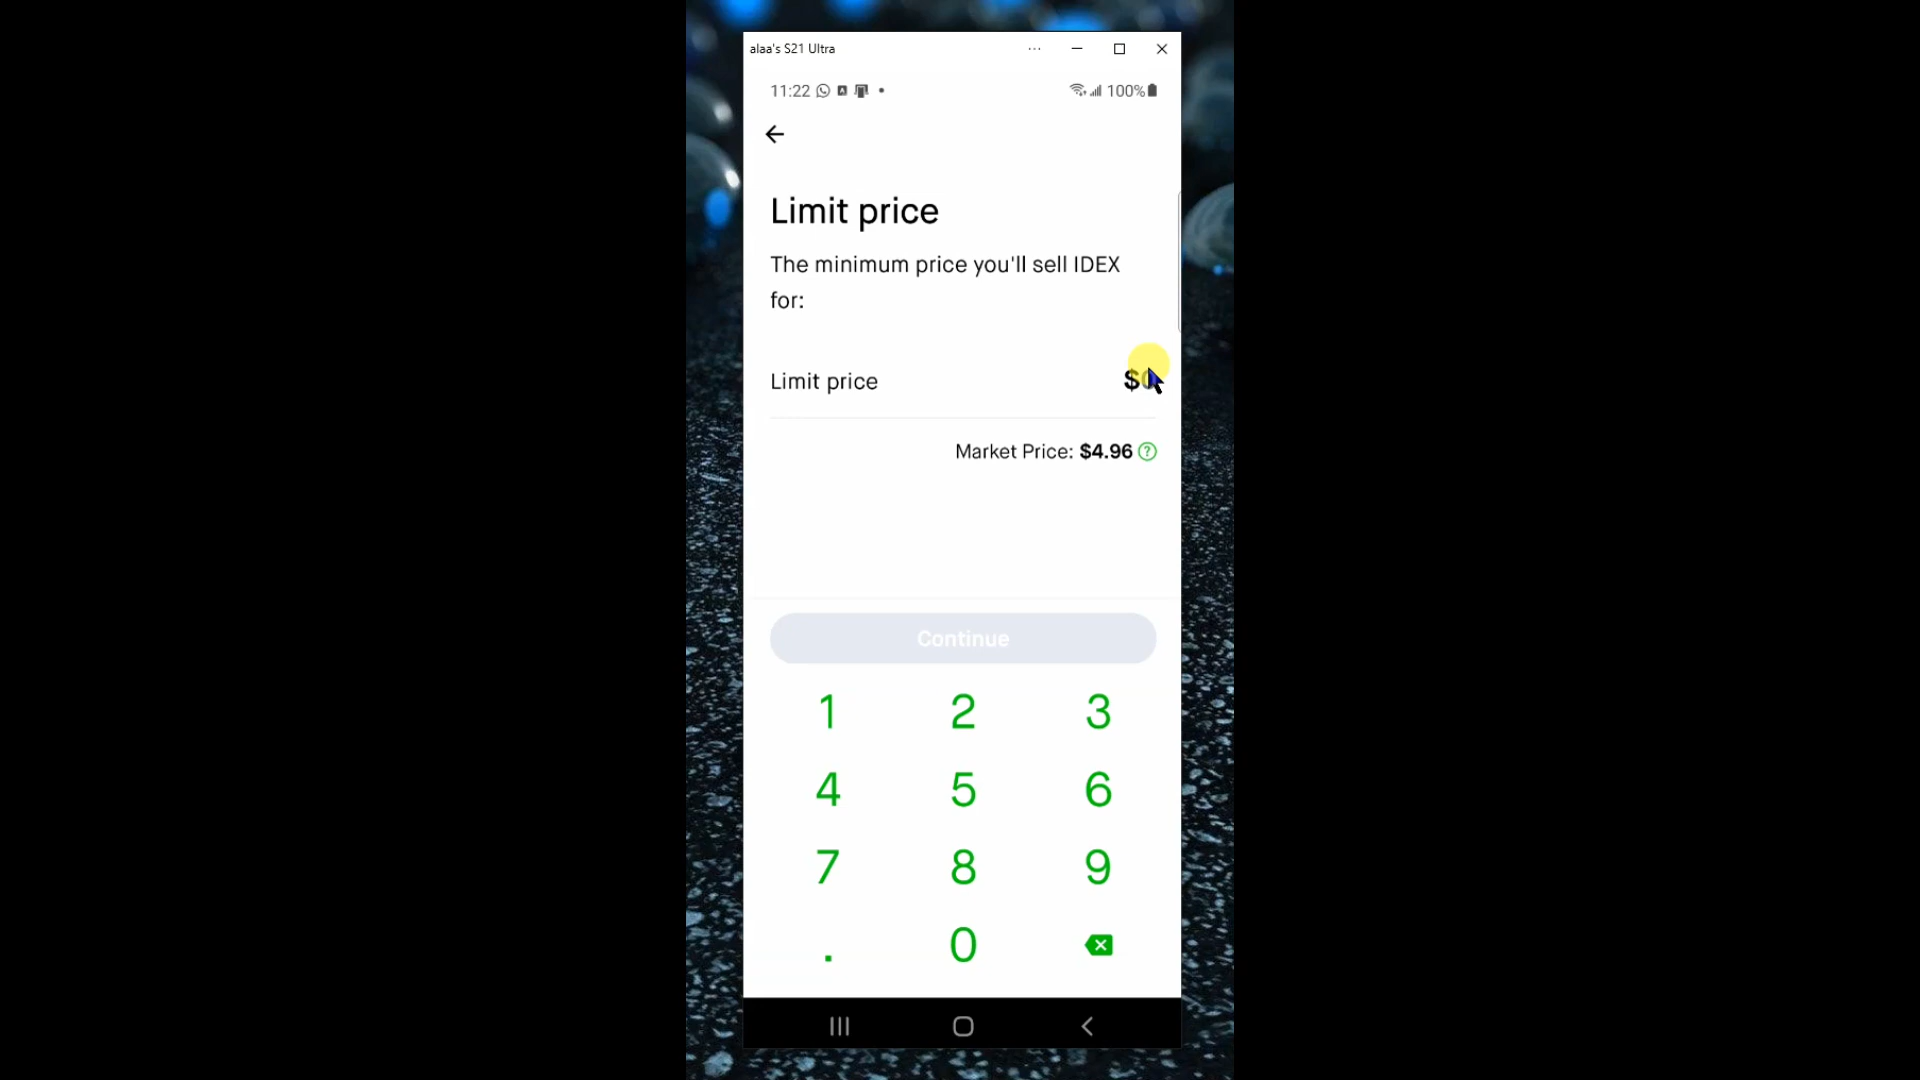 alaa's S21 Ultra
11:22 100%
Limit price
The minimum price you'll sell IDEX
for:
Limit price $0
Market Price: $4.96 ?
Continue
1 2 3
4 5 6
7 8 9
. 0